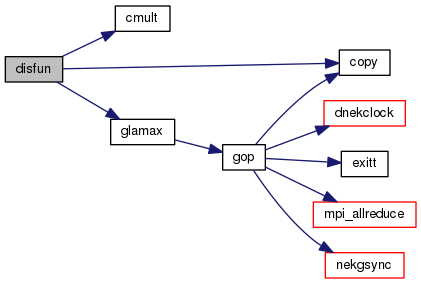 cmult
disfun
copy
dnekclock
glamax
gop
exitt
mpi_allreduce
nekgsync